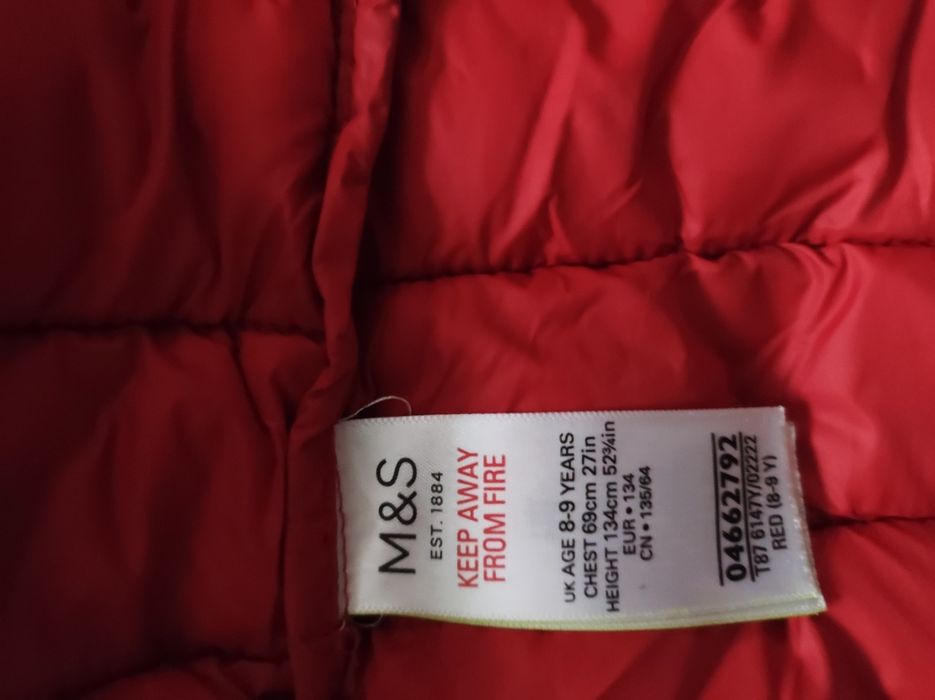 M&S
EST. 1884
KEEP AWAY
FROM FIRE
UK AGE 8-9 YEARS
CHEST 69cm 27in
HEIGHT 134cm 52¾in
EUR • 134
CN • 135/64
04662792
T87 6147Y/02222
RED (8-9 Y)